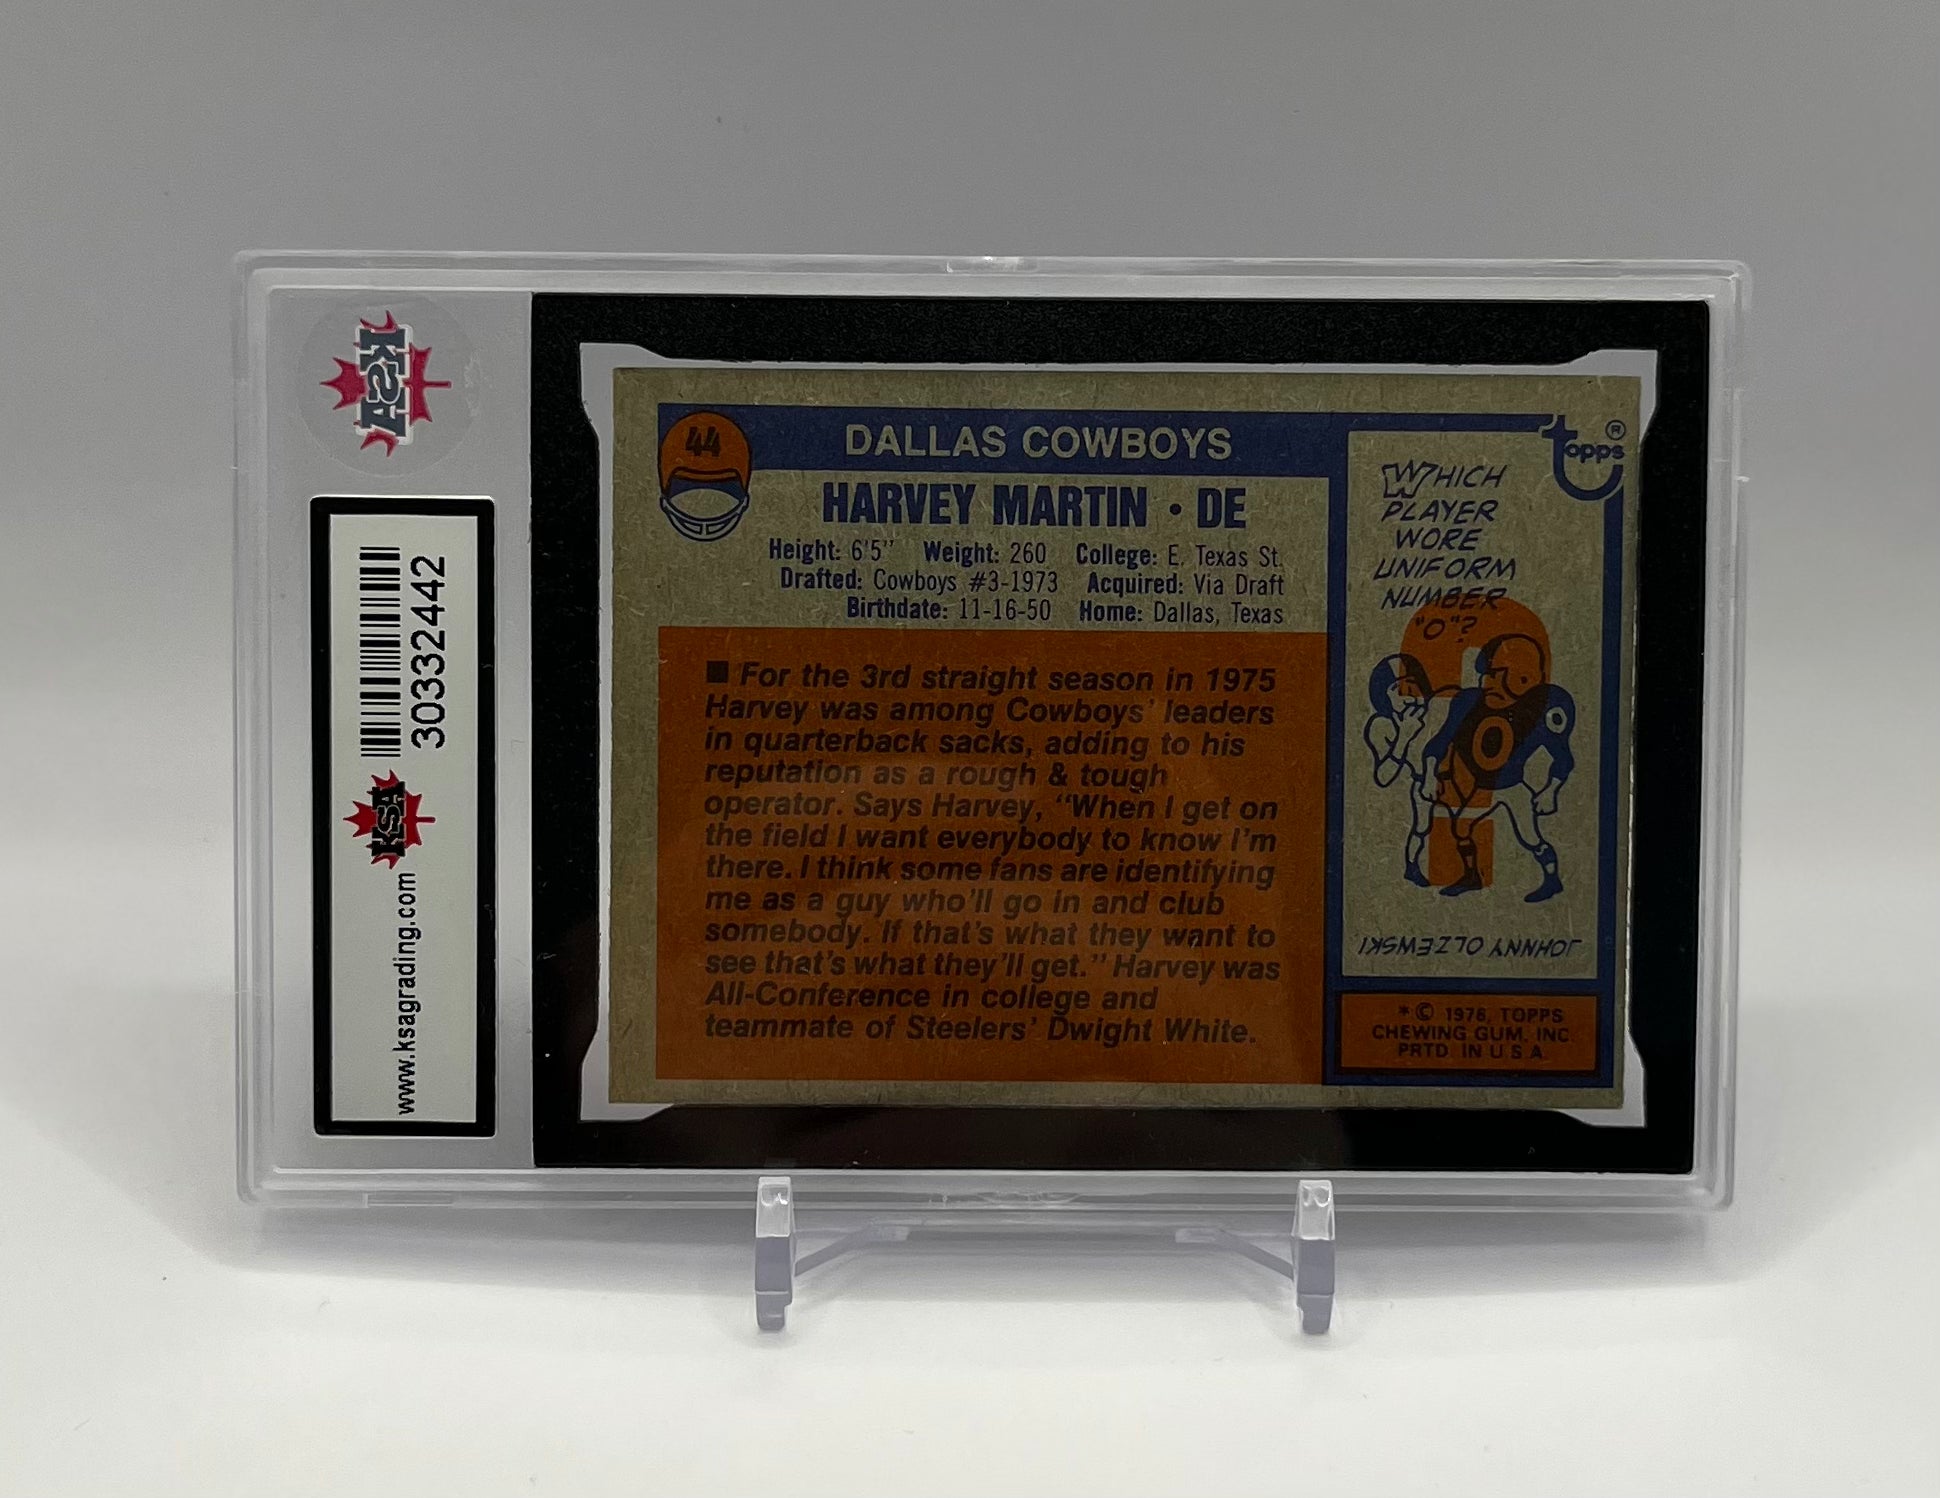 KSA
30332442
KSA
www.ksagrading.com
44
DALLAS COWBOYS
HARVEY MARTIN • DE
Height: 6'5" Weight: 260 College: E. Texas St.
Drafted: Cowboys #3-1973 Acquired: Via Draft
Birthdate: 11-16-50 Home: Dallas, Texas
■ For the 3rd straight season in 1975
Harvey was among Cowboys' leaders
in quarterback sacks, adding to his
reputation as a rough & tough
operator. Says Harvey, "When I get on
the field I want everybody to know I'm
there. I think some fans are identifying
me as a guy who'll go in and club
somebody. If that's what they want to
see that's what they'll get." Harvey was
All-Conference in college and
teammate of Steelers' Dwight White.
topps®
WHICH
PLAYER
WORE
UNIFORM
NUMBER
"O"?
0
0
JOHNNY OLZEWSKI
*© 1976, TOPPS
CHEWING GUM, INC.
PRTD. IN U.S.A.